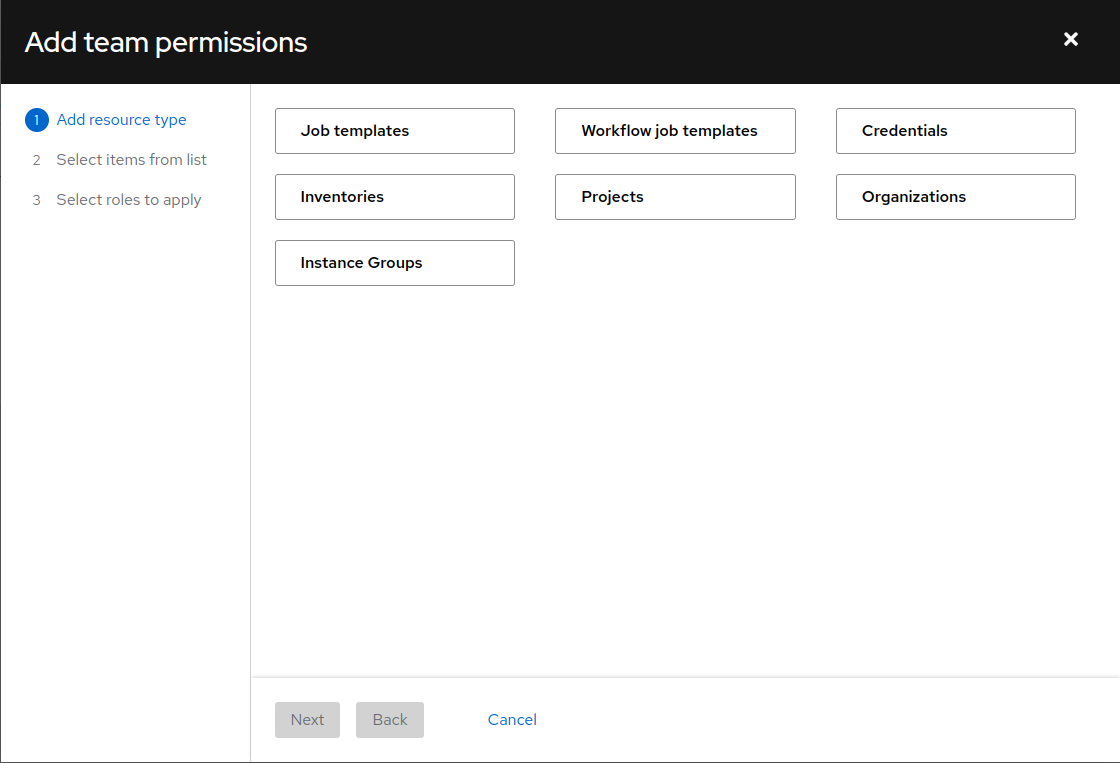 Add team permissions
1 Add resource type
2 Select items from list
3 Select roles to apply
Job templates
Workflow job templates
Credentials
Inventories
Projects
Organizations
Instance Groups
Next
Back
Cancel